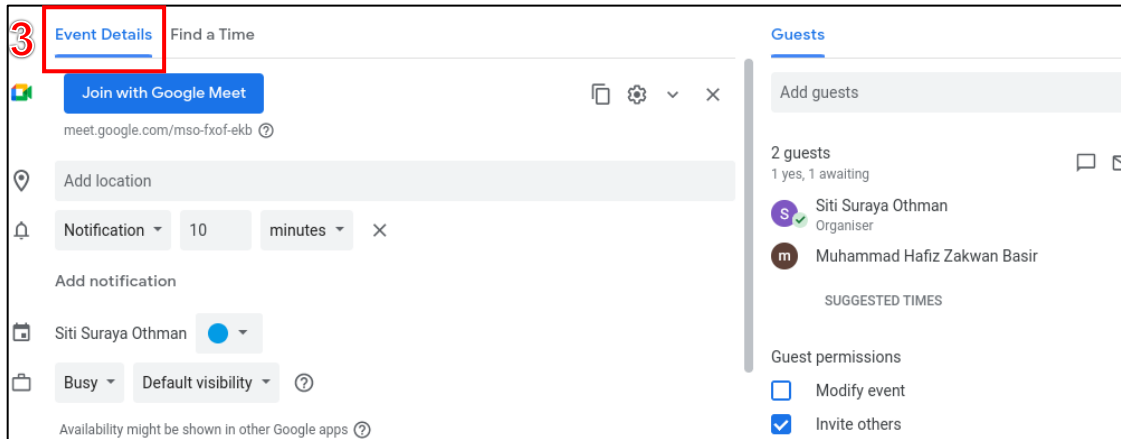 3
Event Details Find a Time
Join with Google Meet
meet.google.com/mso-fxof-ekb
Add location
Notification 10 minutes
Add notification
Siti Suraya Othman
Busy Default visibility
Availability might be shown in other Google apps
Guests
Add guests
2 guests
1 yes, 1 awaiting
S Siti Suraya Othman
Organiser
m Muhammad Hafiz Zakwan Basir
SUGGESTED TIMES
Guest permissions
Modify event
Invite others